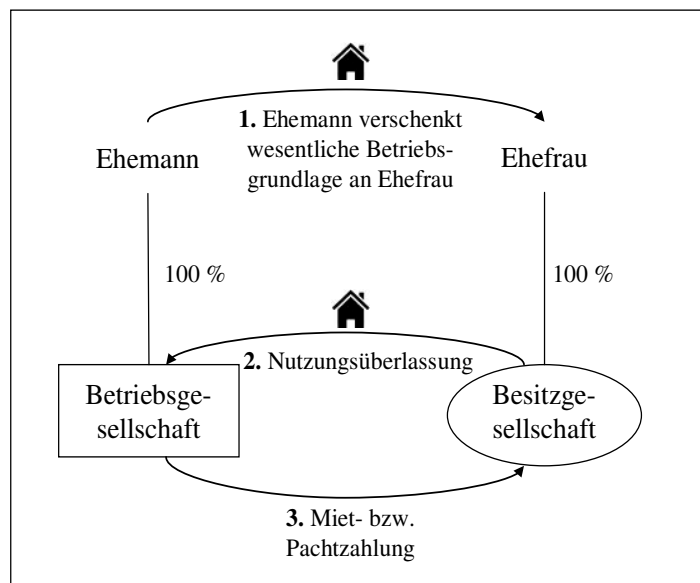 1. Ehemann verschenkt
wesentliche Betriebs-
grundlage an Ehefrau
Ehemann
Ehefrau
100 %
100 %
2. Nutzungsüberlassung
Betriebsge-
sellschaft
Besitzge-
sellschaft
3. Miet- bzw.
Pachtzahlung